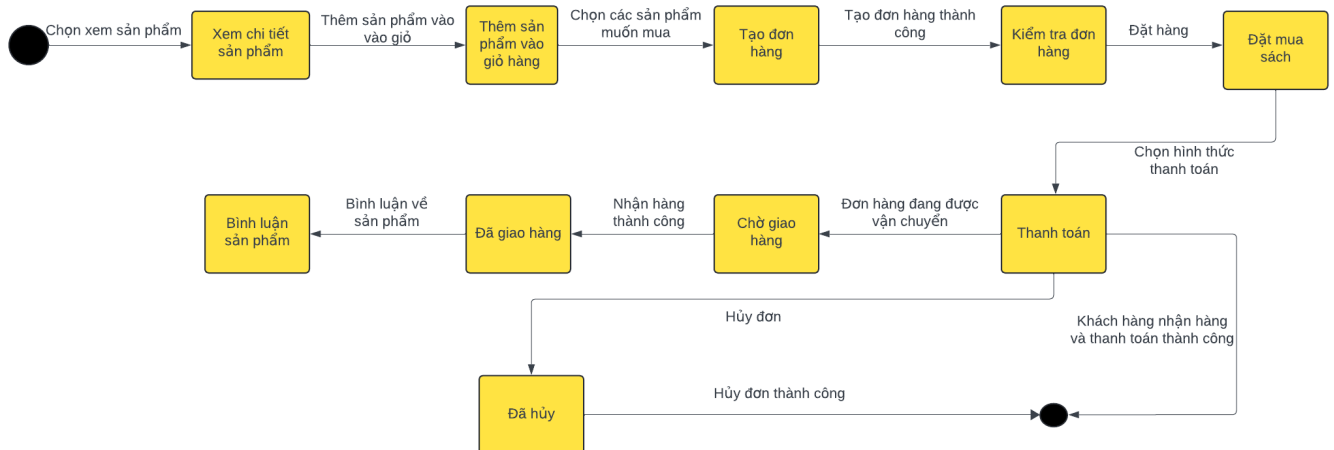 Chọn xem sản phẩm
Xem chi tiết
sản phẩm
Thêm sản phẩm vào
vào giỏ
Thêm sản
phẩm vào
giỏ hàng
Chọn các sản phẩm
muốn mua
Tạo đơn
hàng
Tạo đơn hàng thành
công
Kiểm tra đơn
hàng
Đặt hàng
Đặt mua
sách
Chọn hình thức
thanh toán
Thanh toán
Đơn hàng đang được
vận chuyển
Chờ giao
hàng
Nhận hàng
thành công
Đã giao hàng
Bình luận về
sản phẩm
Bình luận
sản phẩm
Hủy đơn
Khách hàng nhận hàng
và thanh toán thành công
Đã hủy
Hủy đơn thành công